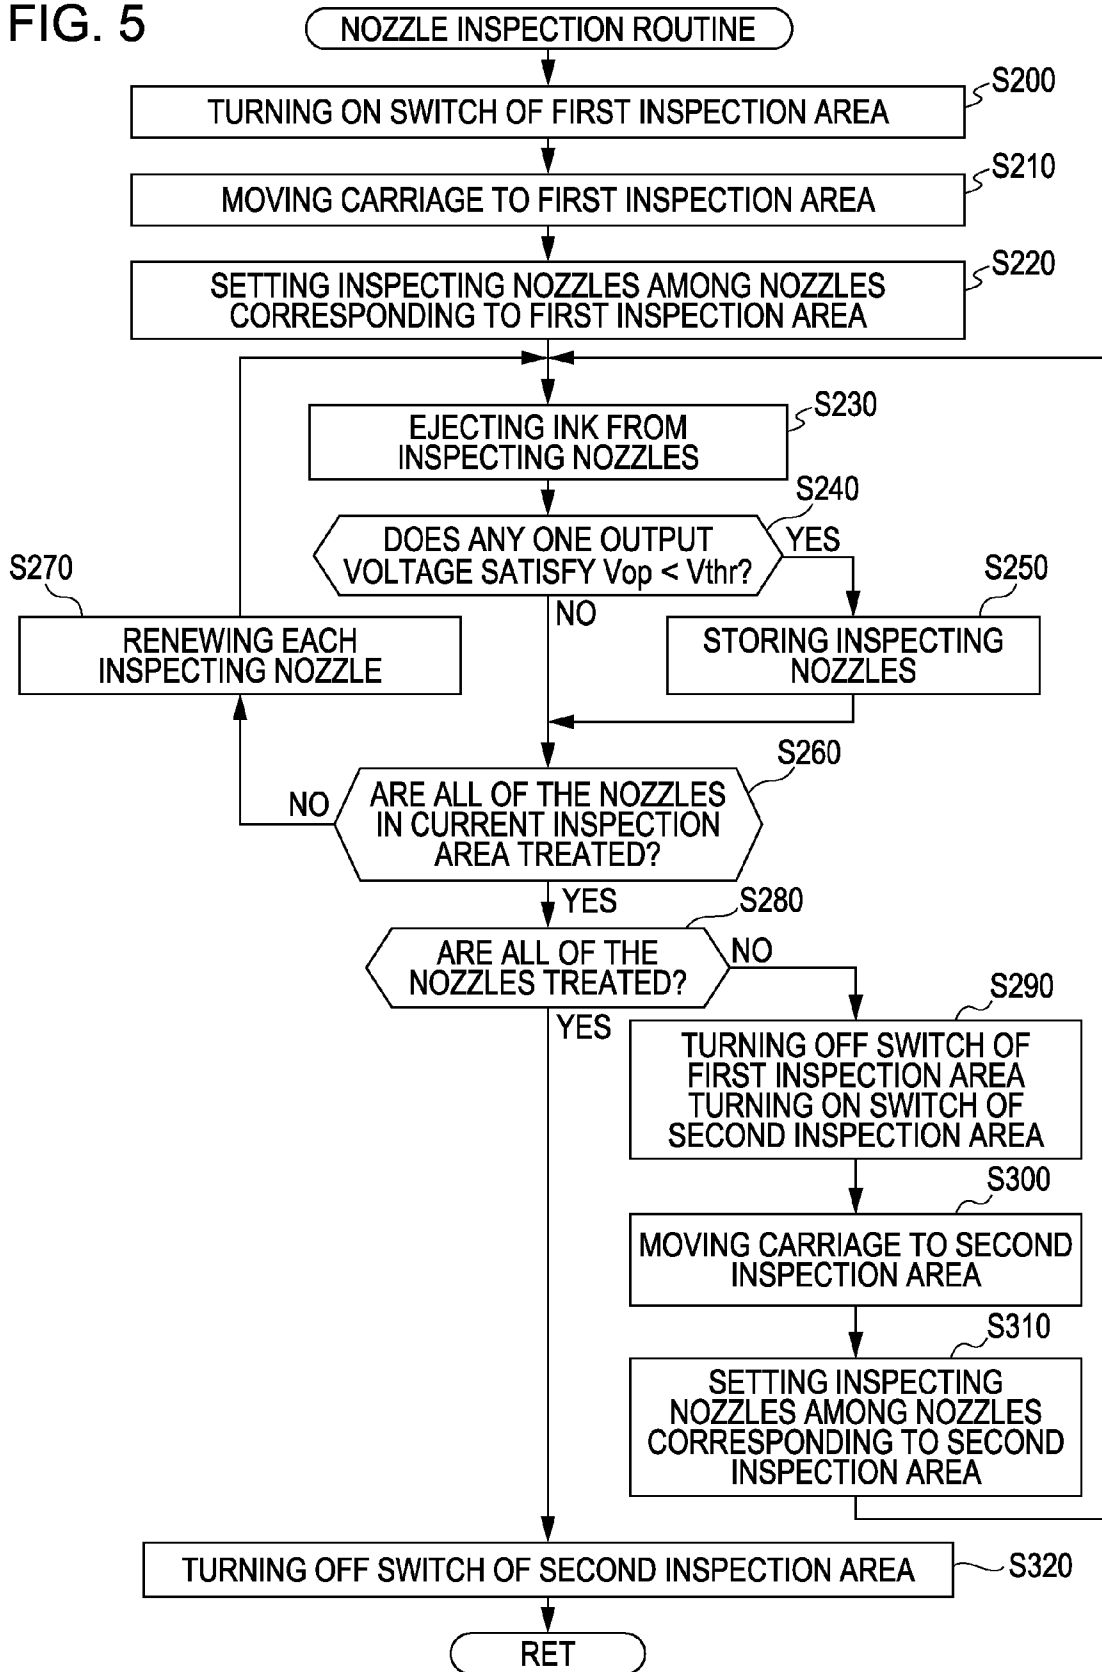 FIG. 5
NOZZLE INSPECTION ROUTINE
S200
TURNING ON SWITCH OF FIRST INSPECTION AREA
S210
MOVING CARRIAGE TO FIRST INSPECTION AREA
S220
SETTING INSPECTING NOZZLES AMONG NOZZLES
CORRESPONDING TO FIRST INSPECTION AREA
S230
EJECTING INK FROM
INSPECTING NOZZLES
S240
DOES ANY ONE OUTPUT
VOLTAGE SATISFY Vop < Vthr?
YES
NO
S250
STORING INSPECTING
NOZZLES
S270
RENEWING EACH
INSPECTING NOZZLE
S260
ARE ALL OF THE NOZZLES
IN CURRENT INSPECTION
AREA TREATED?
NO
YES
S280
ARE ALL OF THE
NOZZLES TREATED?
NO
YES
S290
TURNING OFF SWITCH OF
FIRST INSPECTION AREA
TURNING ON SWITCH OF
SECOND INSPECTION AREA
S300
MOVING CARRIAGE TO SECOND
INSPECTION AREA
S310
SETTING INSPECTING
NOZZLES AMONG NOZZLES
CORRESPONDING TO SECOND
INSPECTION AREA
TURNING OFF SWITCH OF SECOND INSPECTION AREA
S320
RET